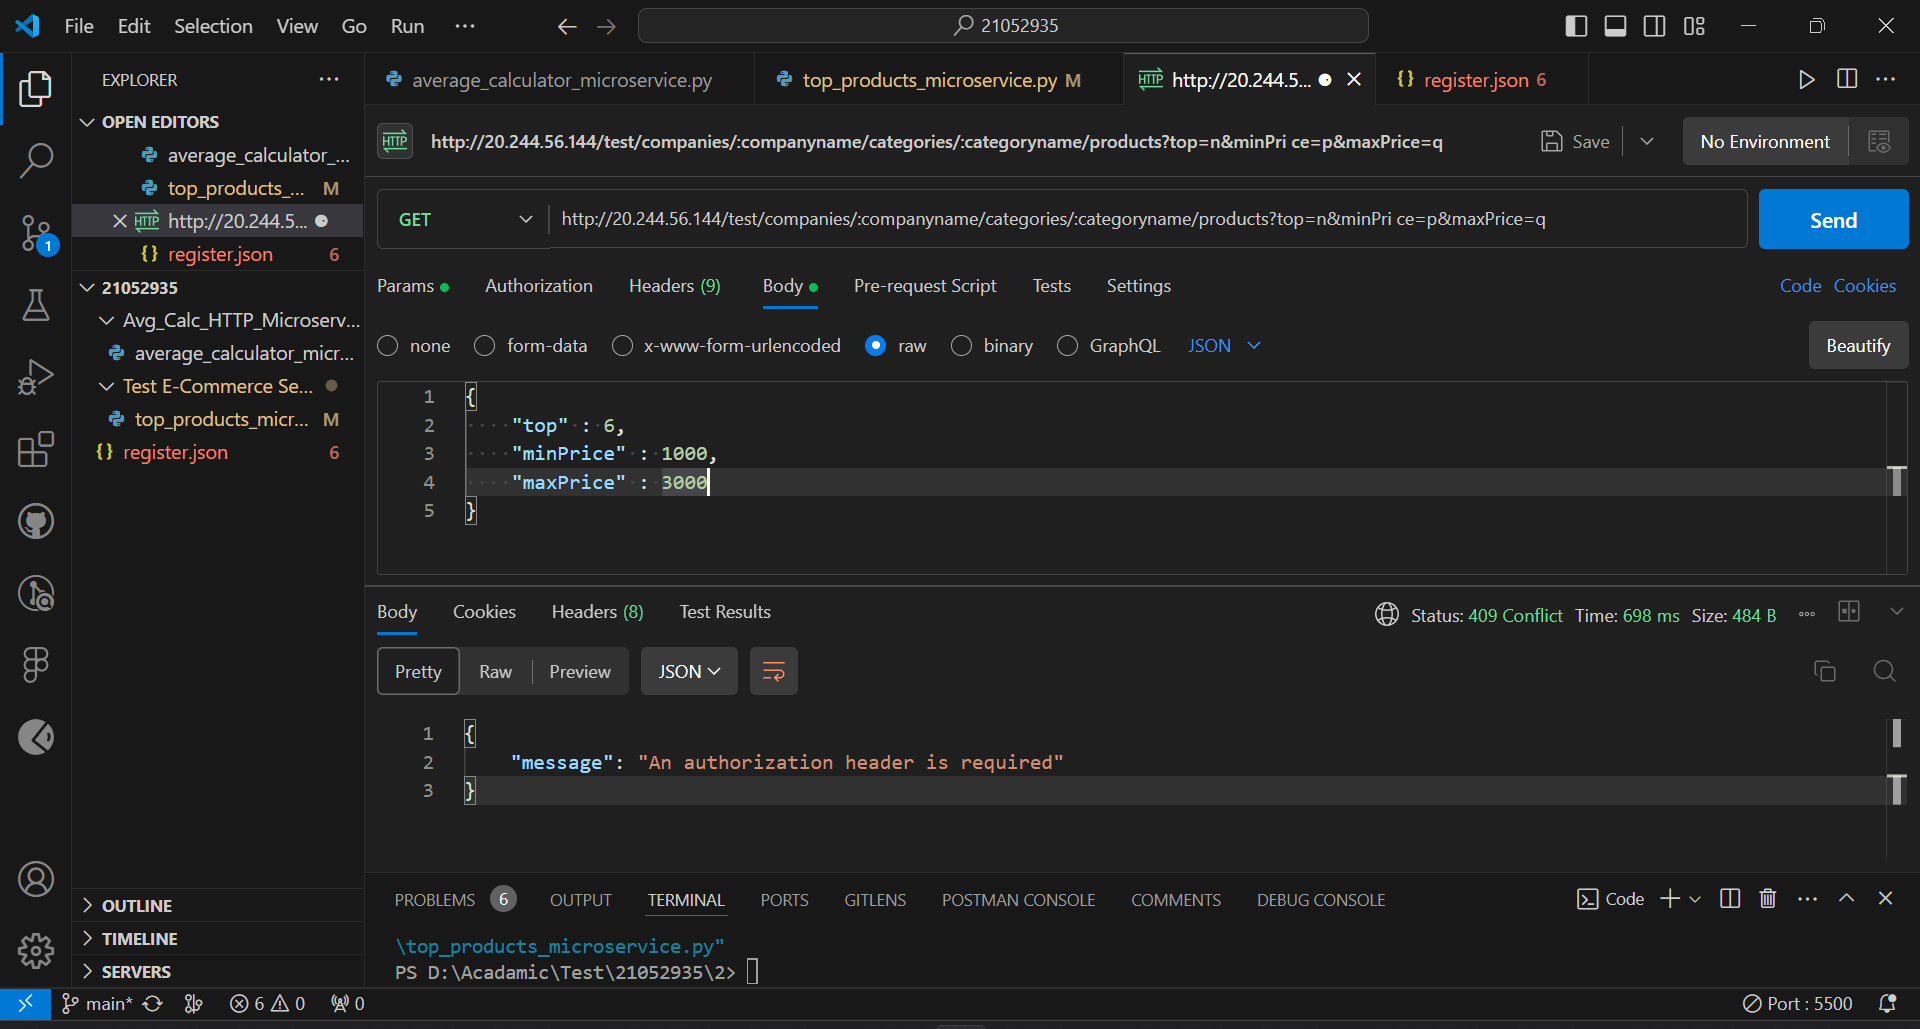 File Edit Selection View Go Run ···
21052935
EXPLORER ···
average_calculator_microservice.py
top_products_microservice.py M
HTTP http://20.244.5...
{} register.json 6
···
OPEN EDITORS
average_calculator_...
top_products_... M
HTTP http://20.244.5...
{} register.json 6
21052935
Avg_Calc_HTTP_Microserv...
average_calculator_micr...
Test E-Commerce Se...
top_products_micr... M
{} register.json 6
1
OUTLINE
TIMELINE
SERVERS
HTTP http://20.244.56.144/test/companies/:companyname/categories/:categoryname/products?top=n&minPri ce=p&maxPrice=q
Save
No Environment
GET http://20.244.56.144/test/companies/:companyname/categories/:categoryname/products?top=n&minPri ce=p&maxPrice=q
Send
Params Authorization Headers (9) Body Pre-request Script Tests Settings
Code Cookies
none form-data x-www-form-urlencoded raw binary GraphQL JSON
Beautify
1 {
2 ····"top"·:·6,
3 ····"minPrice"·:·1000,
4 ····"maxPrice"·:·3000
5 }
Body Cookies Headers (8) Test Results
Status: 409 Conflict Time: 698 ms Size: 484 B
Pretty Raw Preview JSON
1 {
2 "message": "An authorization header is required"
3 }
PROBLEMS 6 OUTPUT TERMINAL PORTS GITLENS POSTMAN CONSOLE COMMENTS DEBUG CONSOLE
Code ···
\top_products_microservice.py"
PS D:\Acadamic\Test\21052935\2>
main* 6 0 0
Port : 5500